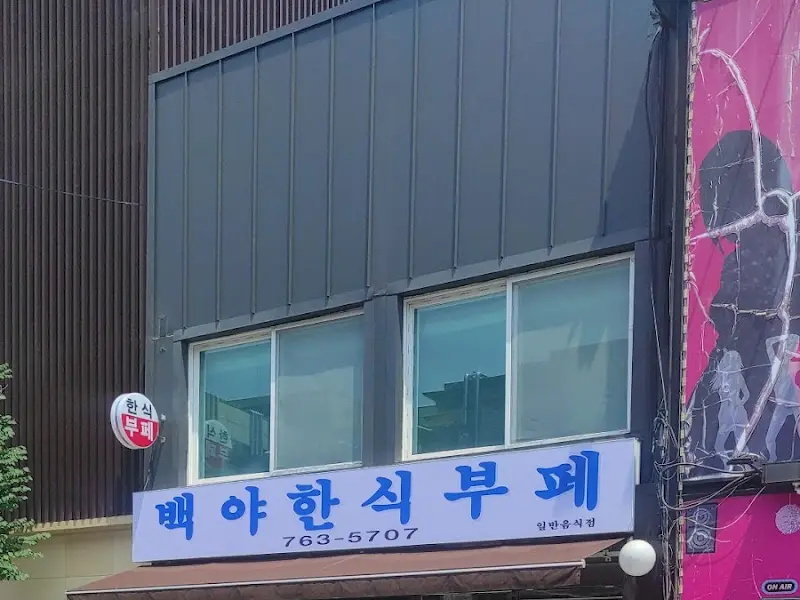 한식
부페
백야한식부페
763-5707
일반음식점
ON AIR